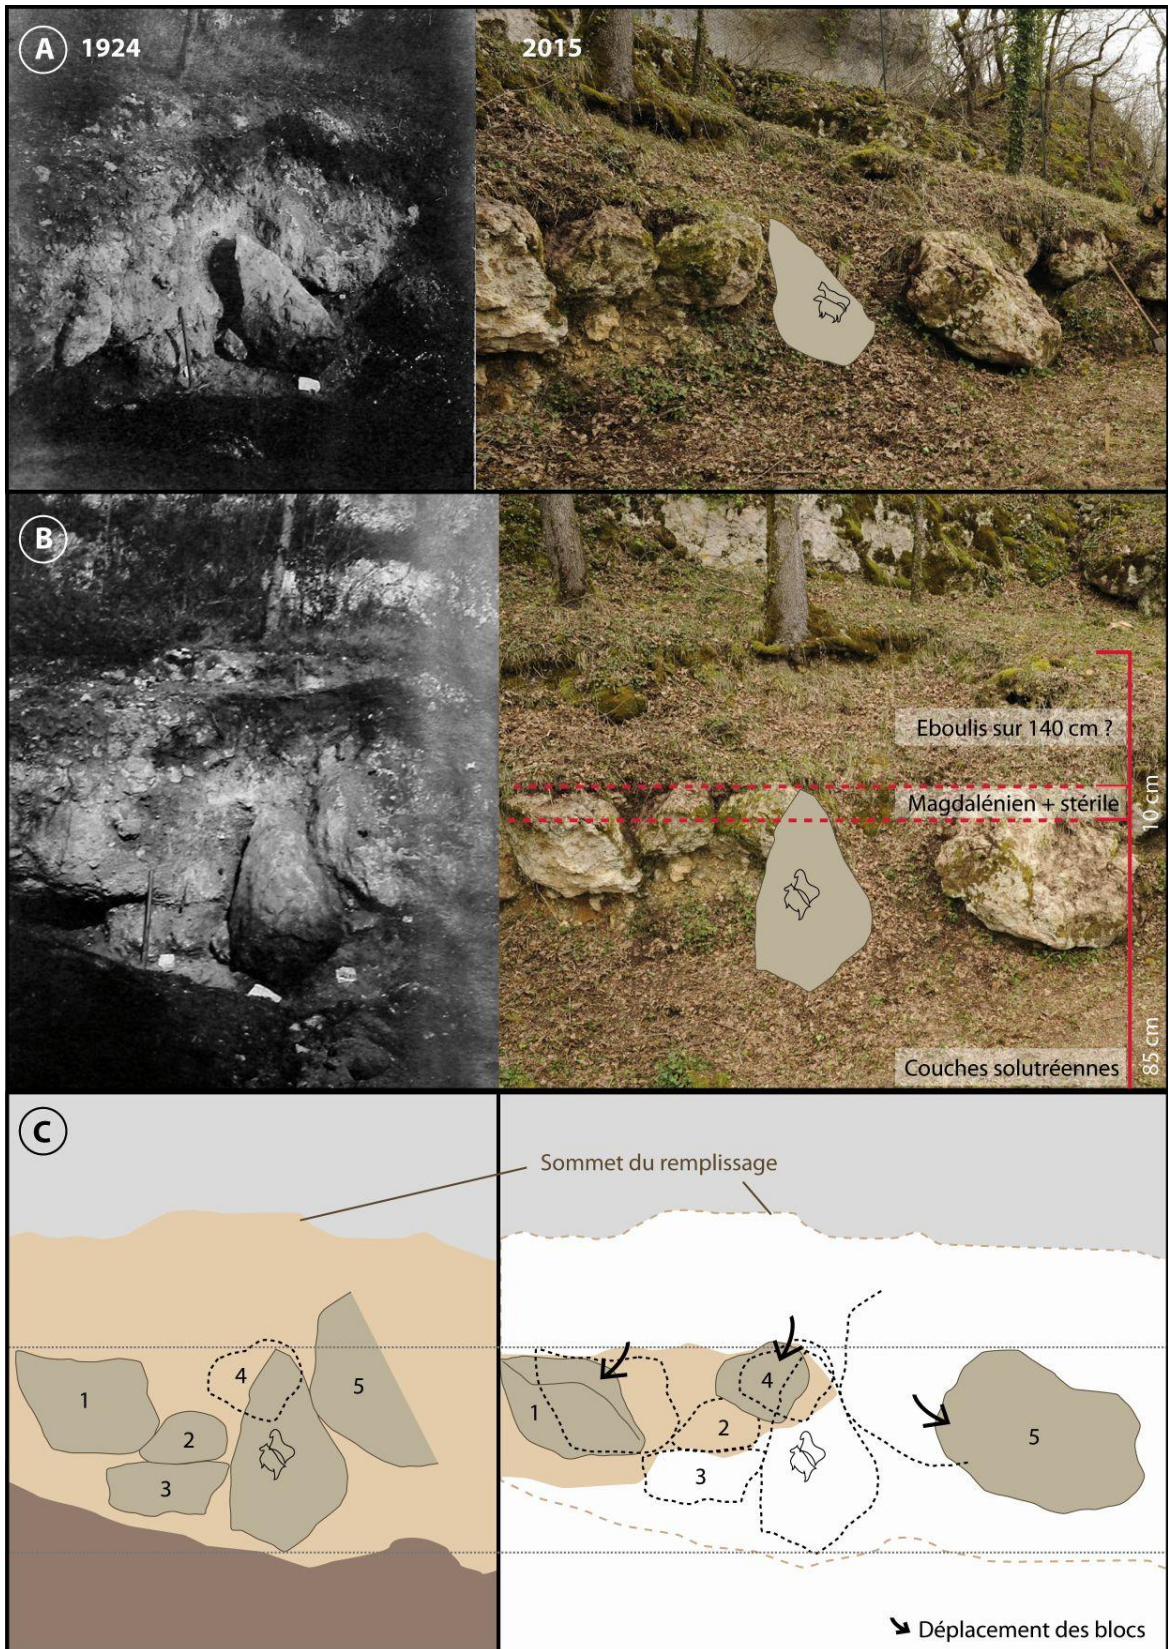 A 1924 2015
B
Eboulis sur 140 cm ?
Magdalénien + stérile
10 cm
Couches solutréennes
85 cm
C
Sommet du remplissage
1
2
3
4
5
1
2
3
4
5
Déplacement des blocs